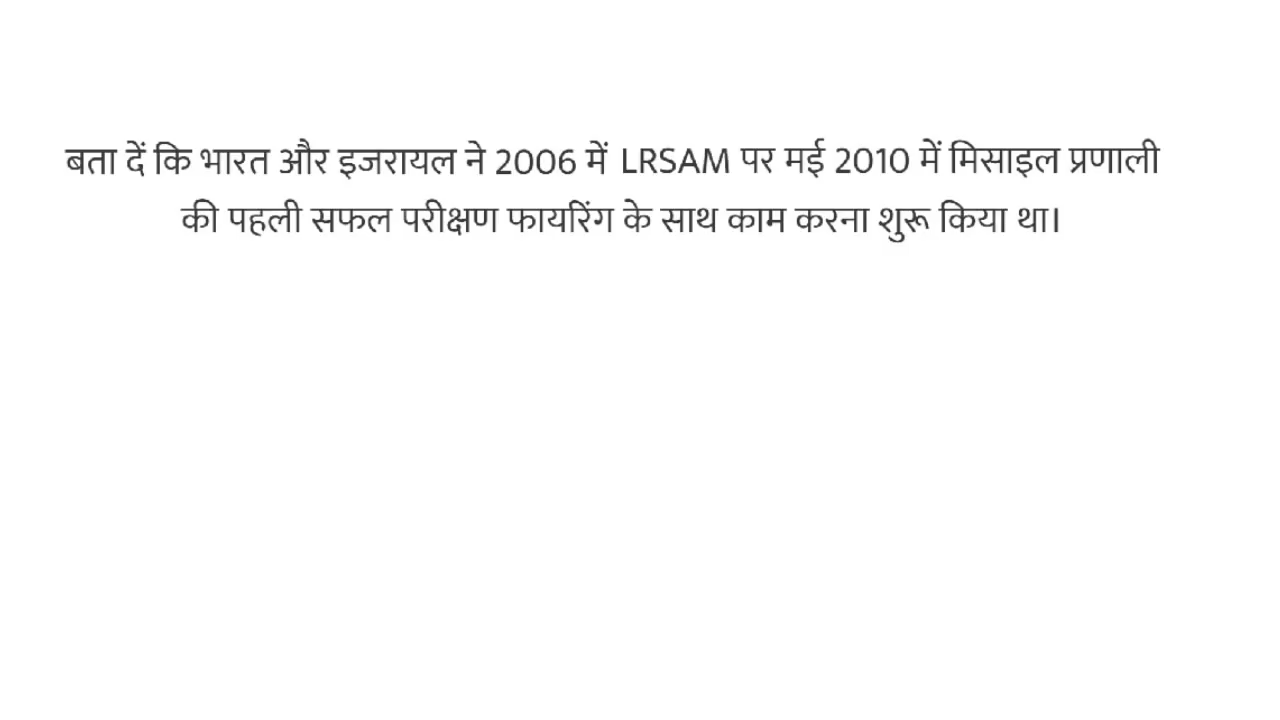 बता दें कि भारत और इजरायल ने 2006 में LRSAM पर मई 2010 में मिसाइल प्रणाली
की पहली सफल परीक्षण फायरिंग के साथ काम करना शुरू किया था।